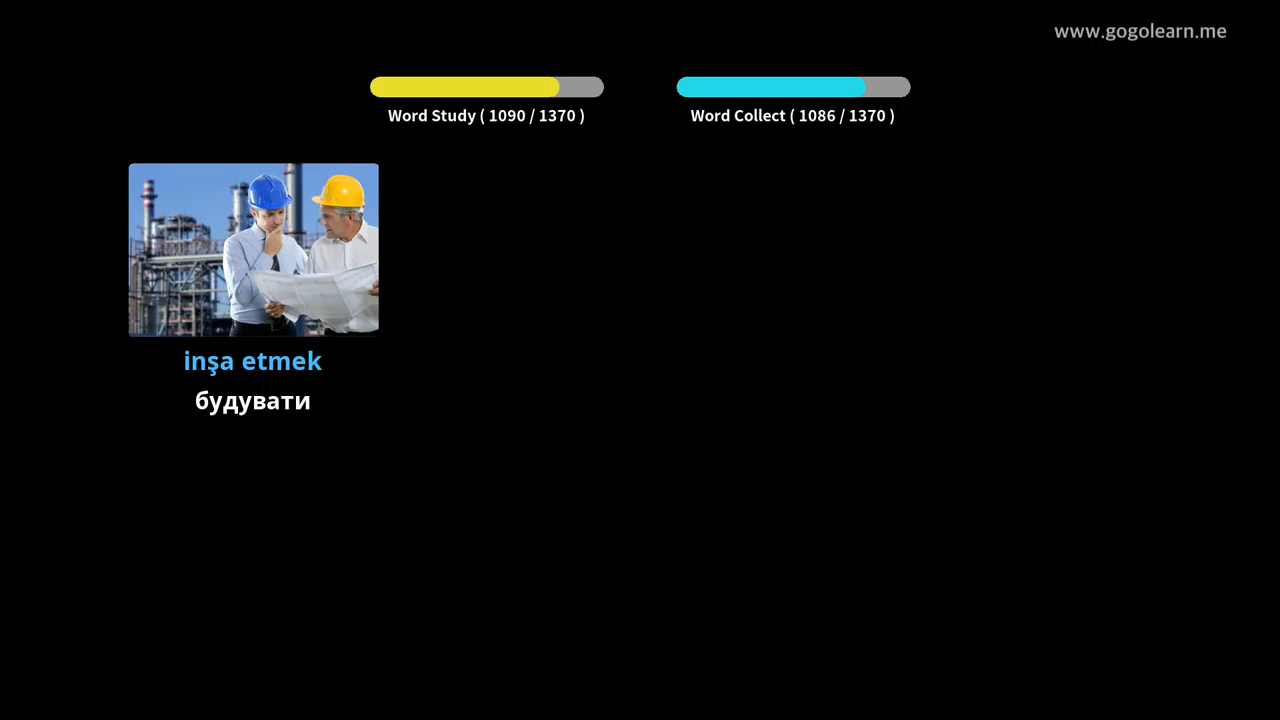 www.gogolearn.me
Word Study ( 1090 / 1370 )
Word Collect ( 1086 / 1370 )
inşa etmek
будувати